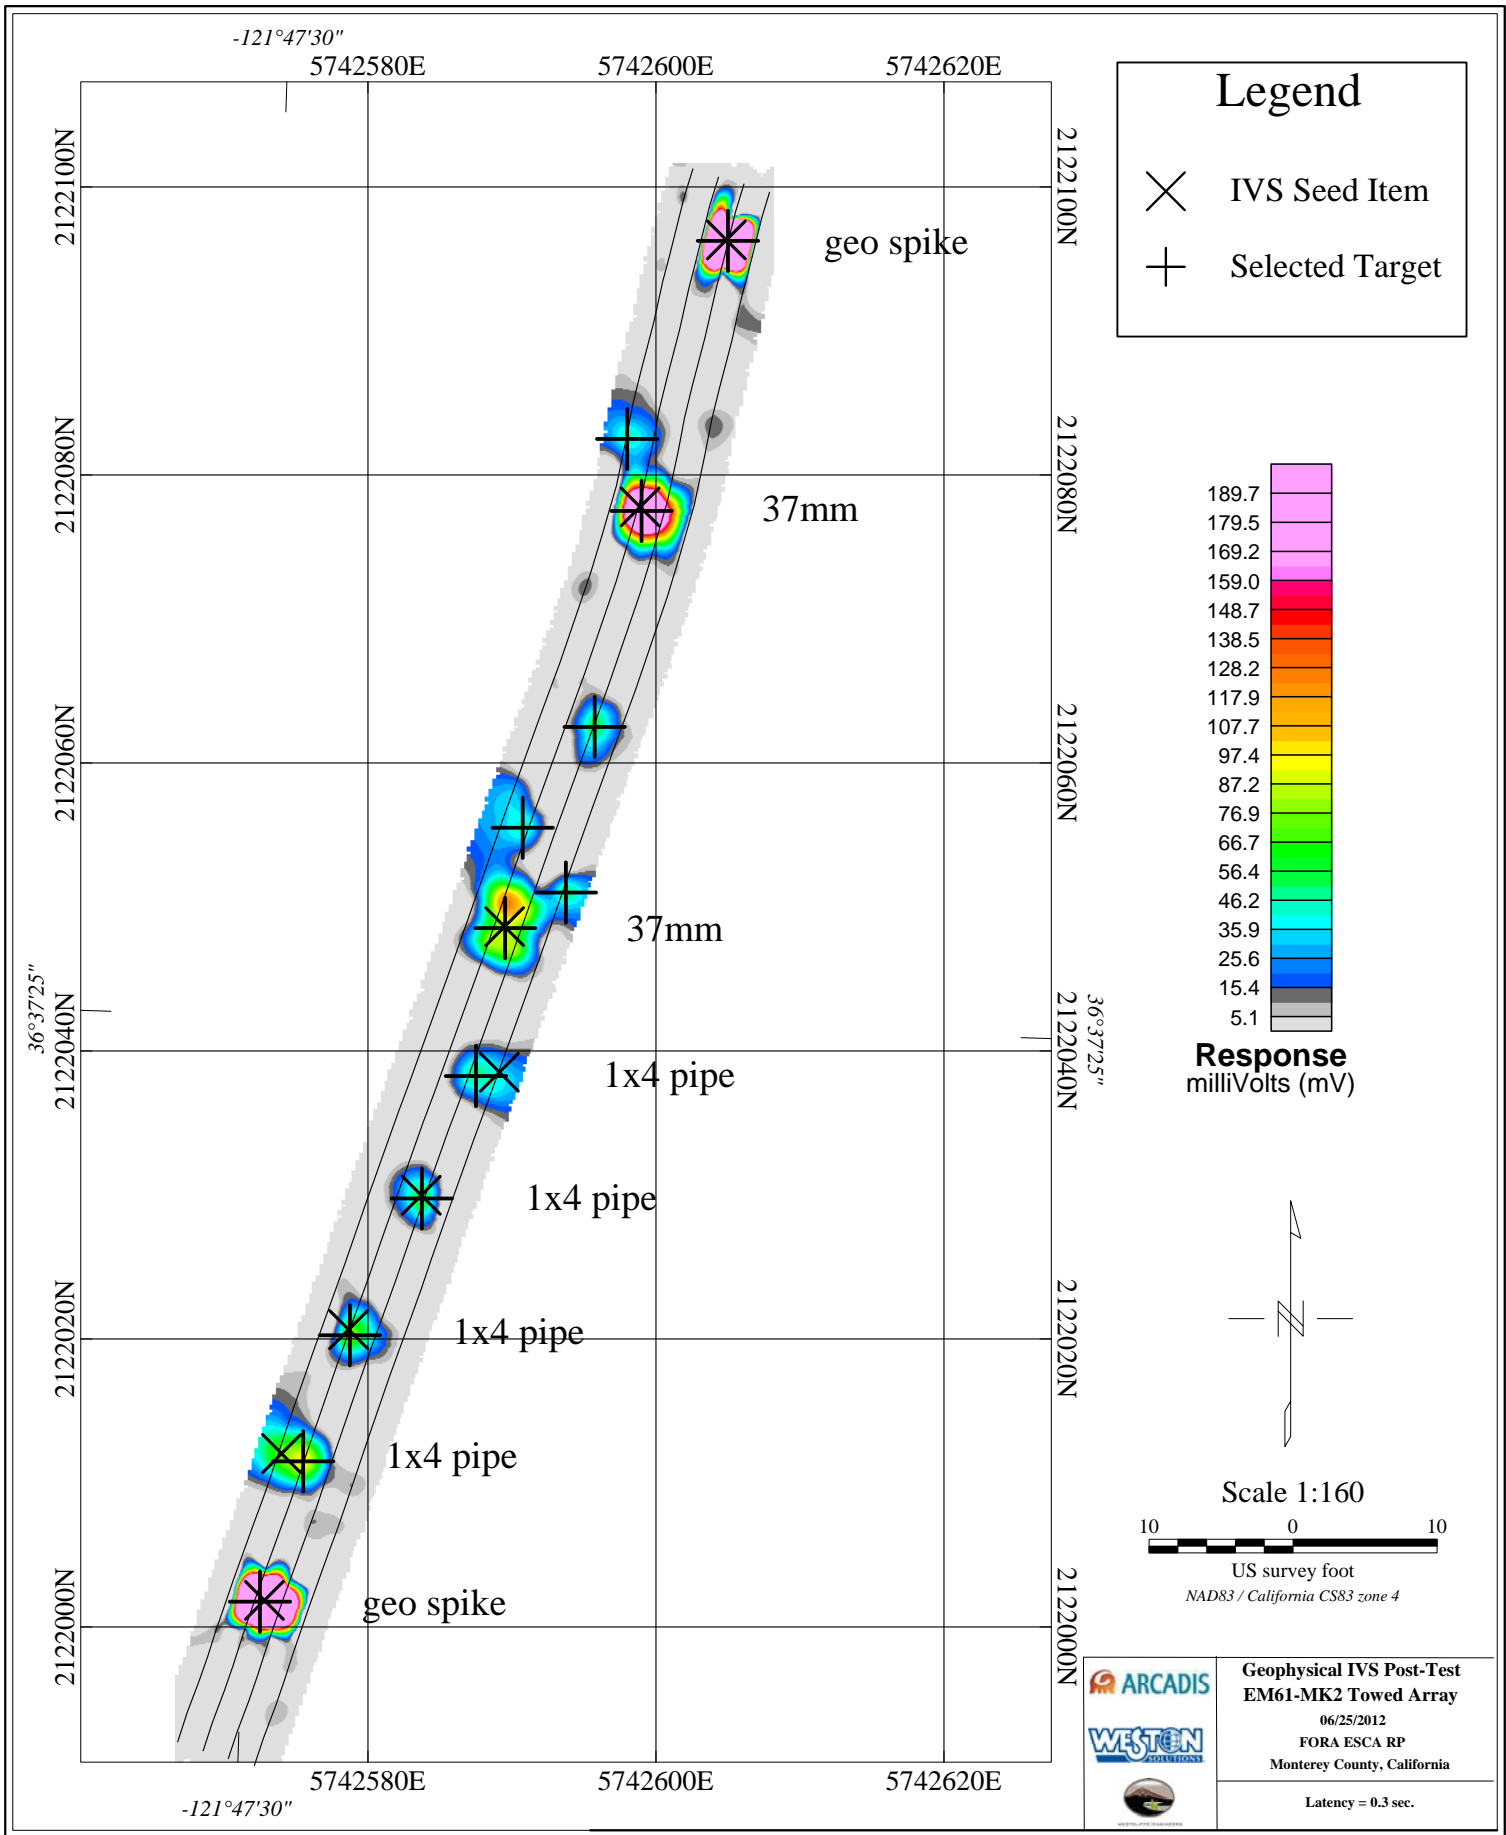 -121°47'30"
5742580E
5742600E
5742620E
Legend
IVS Seed Item
Selected Target
2122100N
2122100N
geo spike
2122080N
2122080N
37mm
2122060N
2122060N
37mm
36°37'25"
36°37'25"
2122040N
2122040N
1x4 pipe
1x4 pipe
2122020N
2122020N
1x4 pipe
1x4 pipe
2122000N
2122000N
geo spike
5742580E
5742600E
5742620E
-121°47'30"
189.7
179.5
169.2
159.0
148.7
138.5
128.2
117.9
107.7
97.4
87.2
76.9
66.7
56.4
46.2
35.9
25.6
15.4
5.1
Response
milliVolts (mV)
N
Scale 1:160
10 0 10
US survey foot
NAD83 / California CS83 zone 4
ARCADIS
WESTON
SOLUTIONS
WESTCLIFFE ENGINEERS
Geophysical IVS Post-Test
EM61-MK2 Towed Array
06/25/2012
FORA ESCA RP
Monterey County, California
Latency = 0.3 sec.